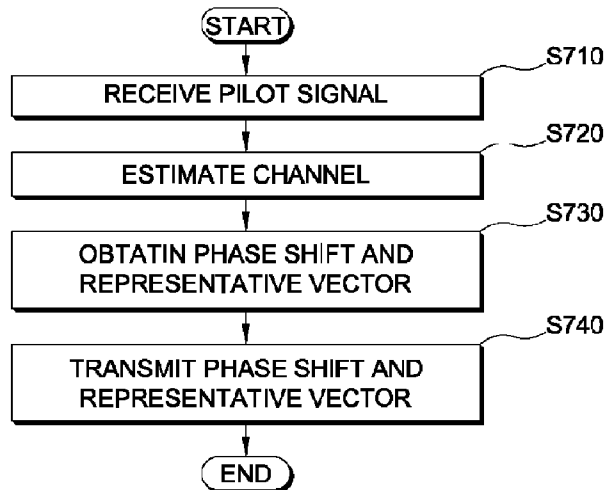 START
S710
RECEIVE PILOT SIGNAL
S720
ESTIMATE CHANNEL
S730
OBTATIN PHASE SHIFT AND
REPRESENTATIVE VECTOR
S740
TRANSMIT PHASE SHIFT AND
REPRESENTATIVE VECTOR
END